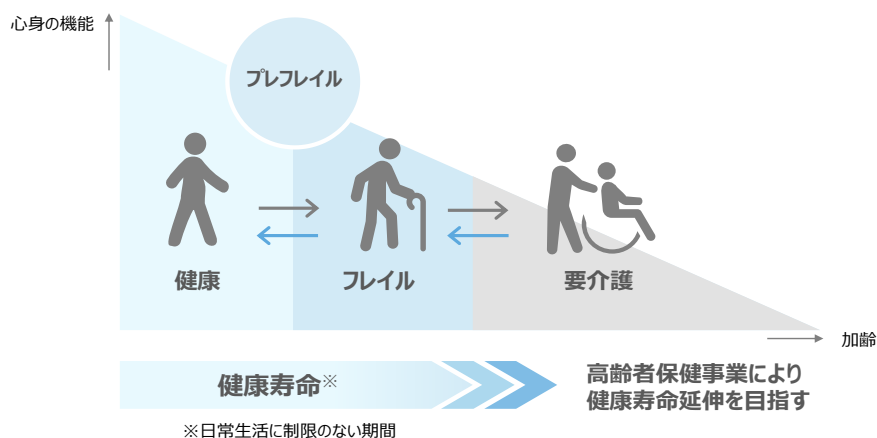 心身の機能
プレフレイル
健康
フレイル
要介護
加齢
健康寿命※
高齢者保健事業により
健康寿命延伸を目指す
※日常生活に制限のない期間